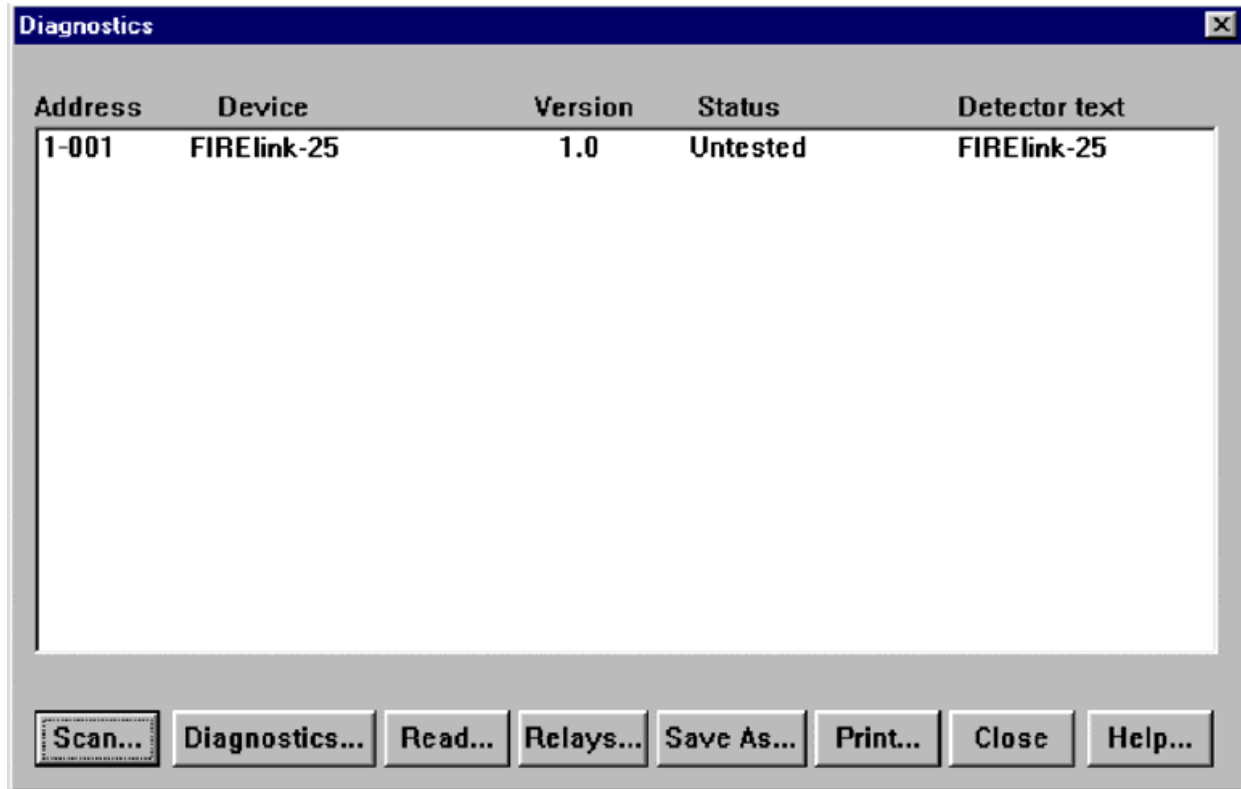 Diagnostics
Address Device Version Status Detector text
1-001 FIRElink-25 1.0 Untested FIRElink-25
Scan... Diagnostics... Read... Relays... Save As... Print... Close Help...